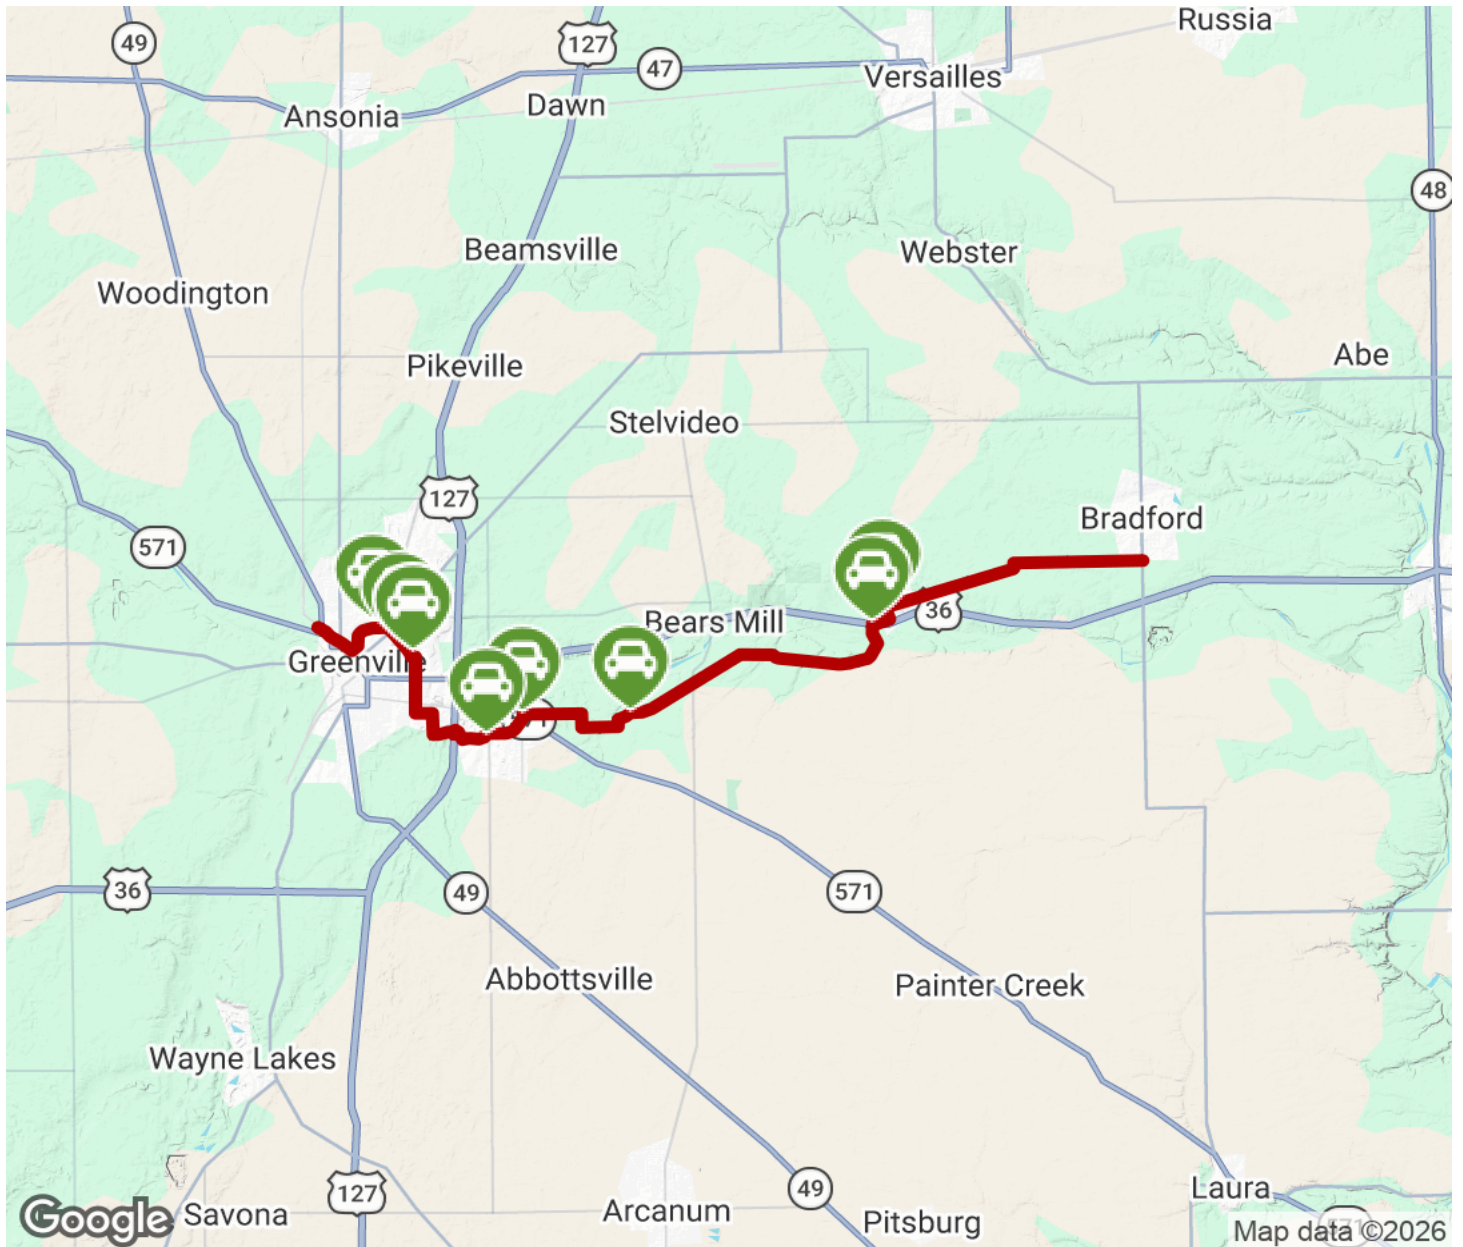 Russia
49
127
47
Versailles
Dawn
Ansonia
48
Beamsville
Webster
Woodington
Abe
Pikeville
Stelvideo
127
Bradford
571
36
Bears Mill
Greenville
36
49
571
Abbottsville
Painter Creek
Wayne Lakes
127
49
Laura
Arcanum
Savona
Pitsburg
Google
Map data ©2026